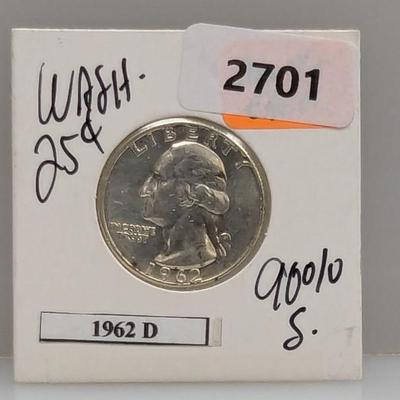 WASH.
25¢
2701
LIBERTY
IN GOD WE
TRUST
1962
90%
S.
1962 D